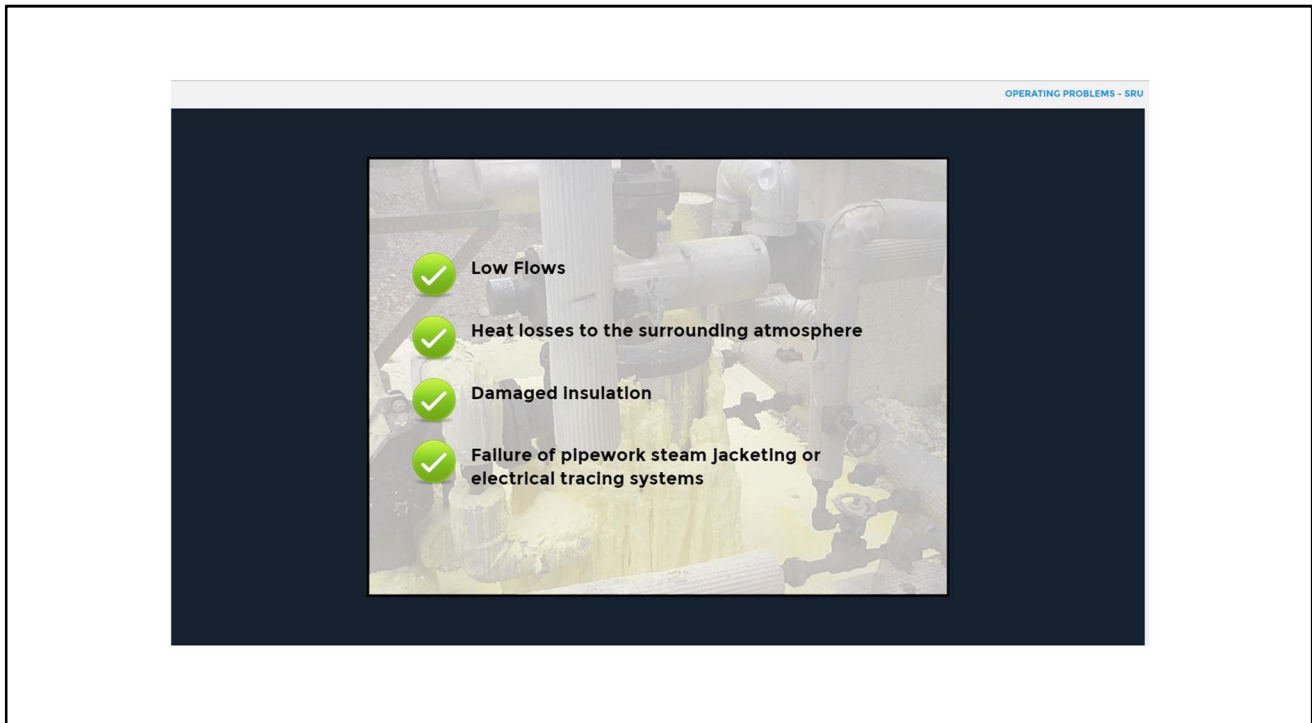 OPERATING PROBLEMS - SRU
Low Flows
Heat losses to the surrounding atmosphere
Damaged Insulation
Failure of pipework steam jacketing or
electrical tracing systems